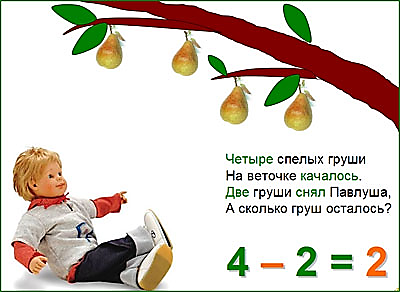 Четыре спелых груши
На веточке качалось.
Две груши снял Павлуша,
А сколько груш осталось?
4 – 2 = 2